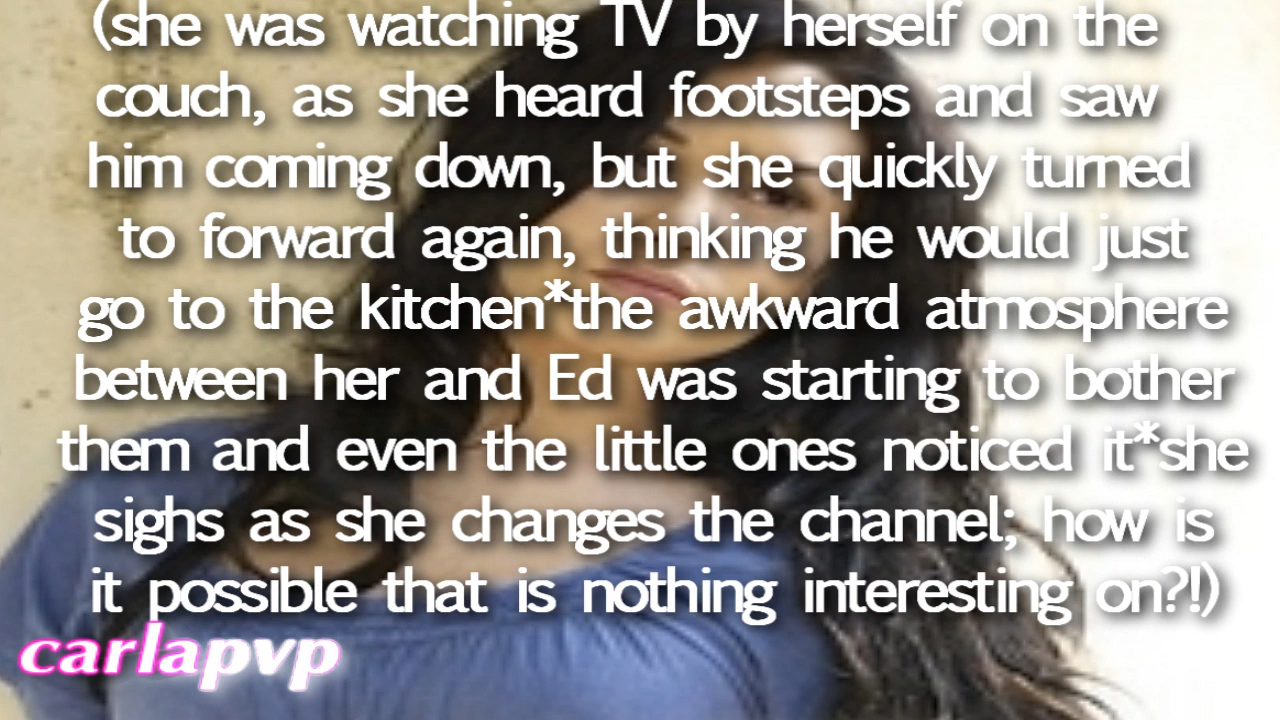 (she was watching TV by herself on the
couch, as she heard footsteps and saw
him coming down, but she quickly turned
to forward again, thinking he would just
go to the kitchen*the awkward atmosphere
between her and Ed was starting to bother
them and even the little ones noticed it*she
sighs as she changes the channel; how is
it possible that is nothing interesting on?!)
carlapvp